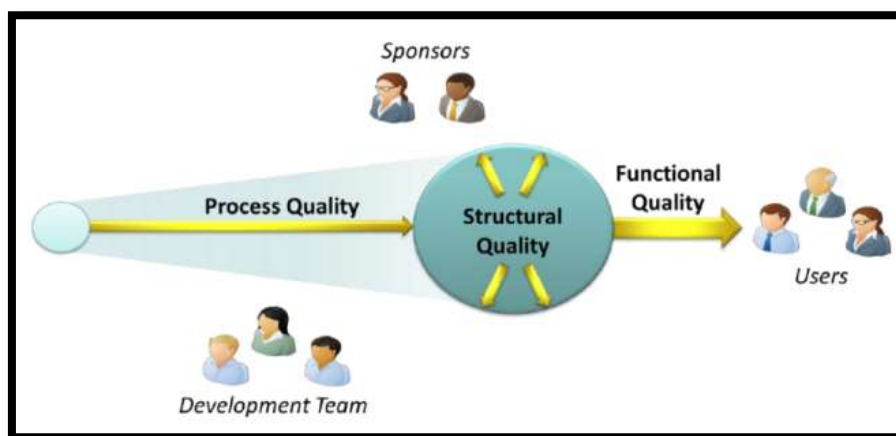 Sponsors
Process Quality
Structural
Quality
Functional
Quality
Users
Development Team